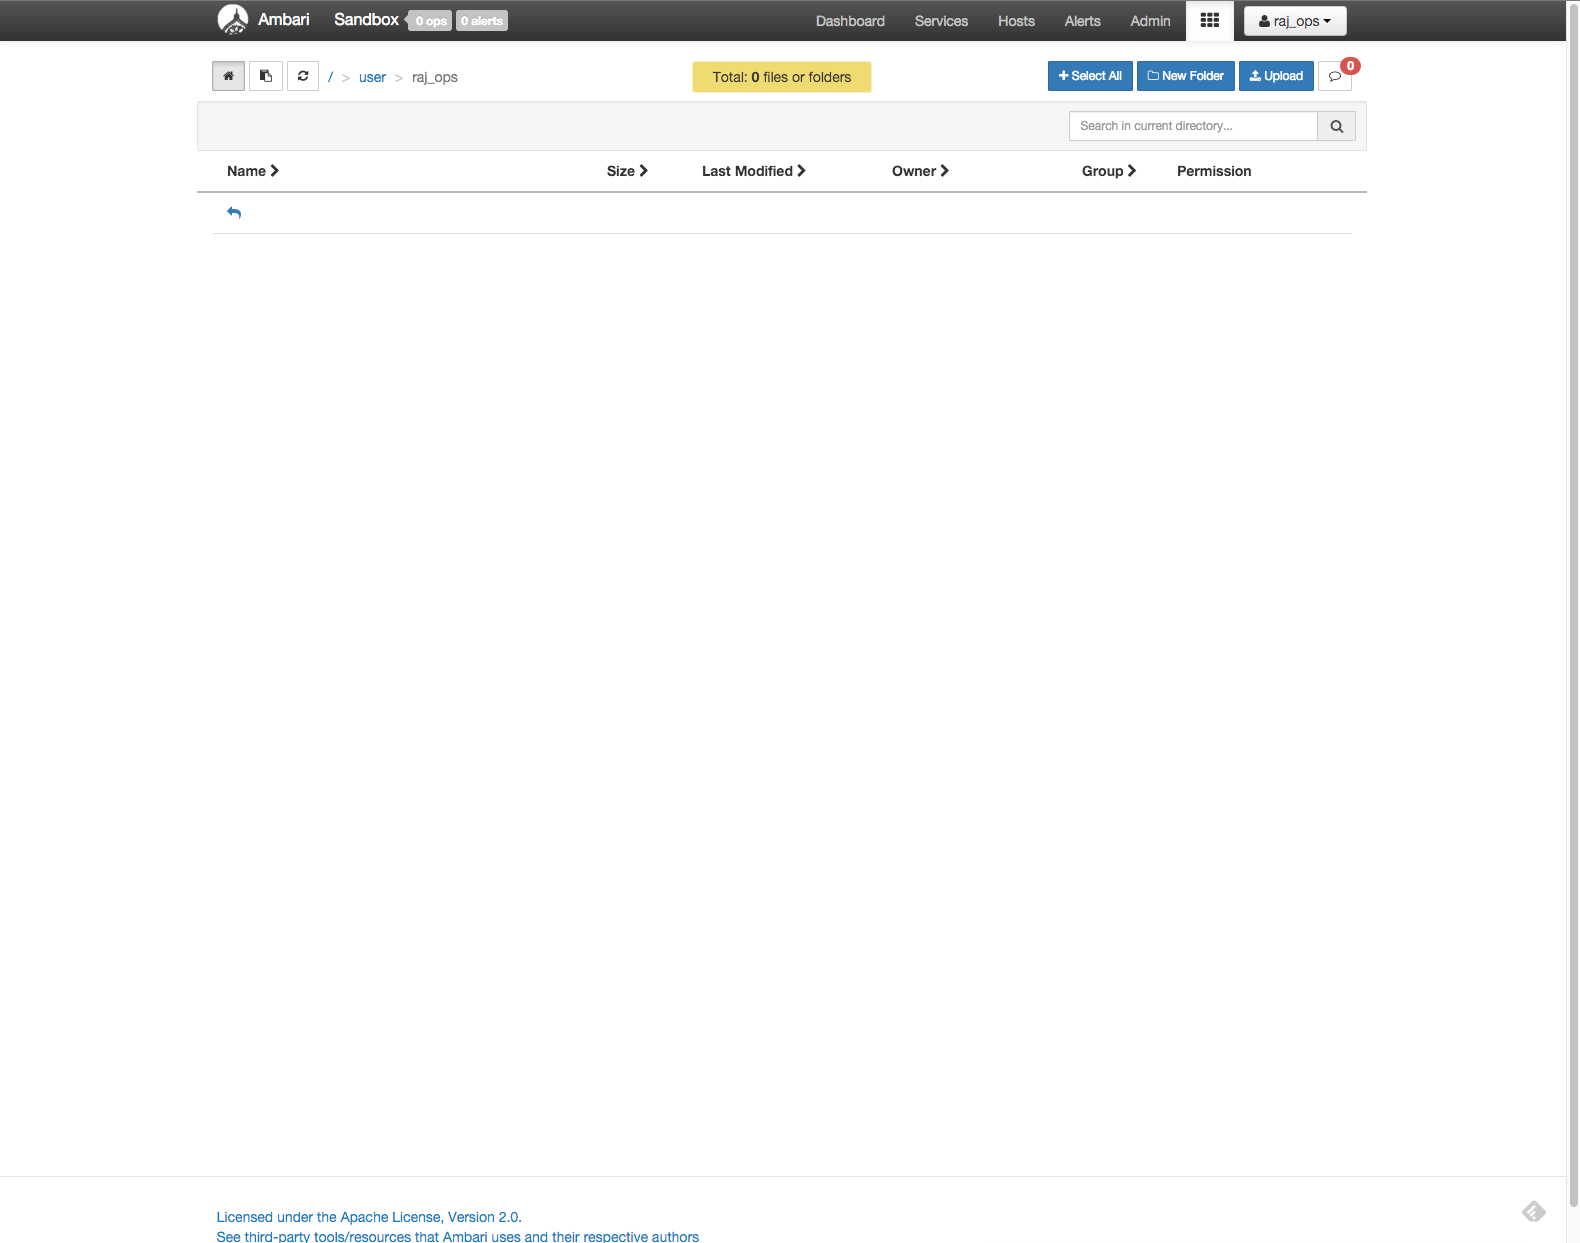 Ambari Sandbox 0 ops 0 alerts Dashboard Services Hosts Alerts Admin raj_ops
/ > user > raj_ops Total: 0 files or folders Select All New Folder Upload 0
Search in current directory...
Name Size Last Modified Owner Group Permission
Licensed under the Apache License, Version 2.0.
See third-party tools/resources that Ambari uses and their respective authors